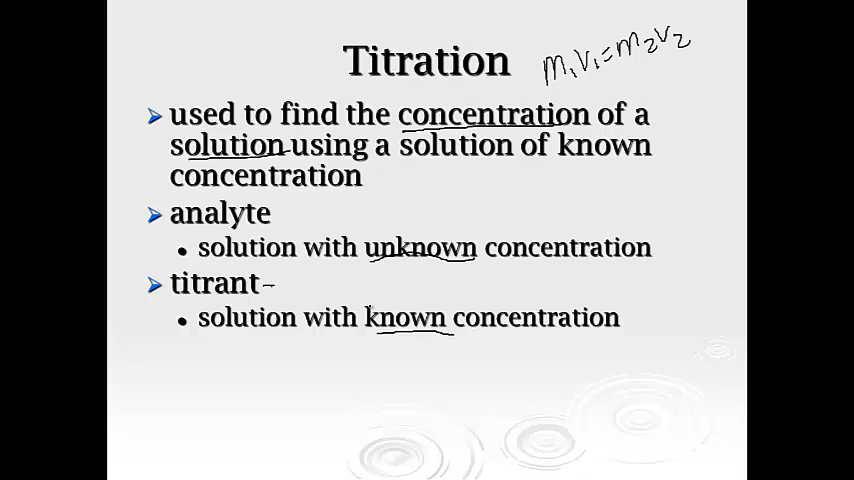 Titration m₁v₁=m₂v₂
used to find the concentration of a
solution using a solution of known
concentration
analyte
solution with unknown concentration
titrant-
solution with known concentration